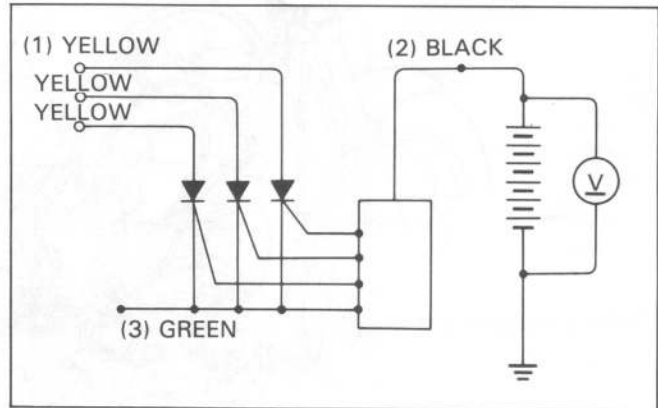 (1) YELLOW
YELLOW
YELLOW
(2) BLACK
V
(3) GREEN